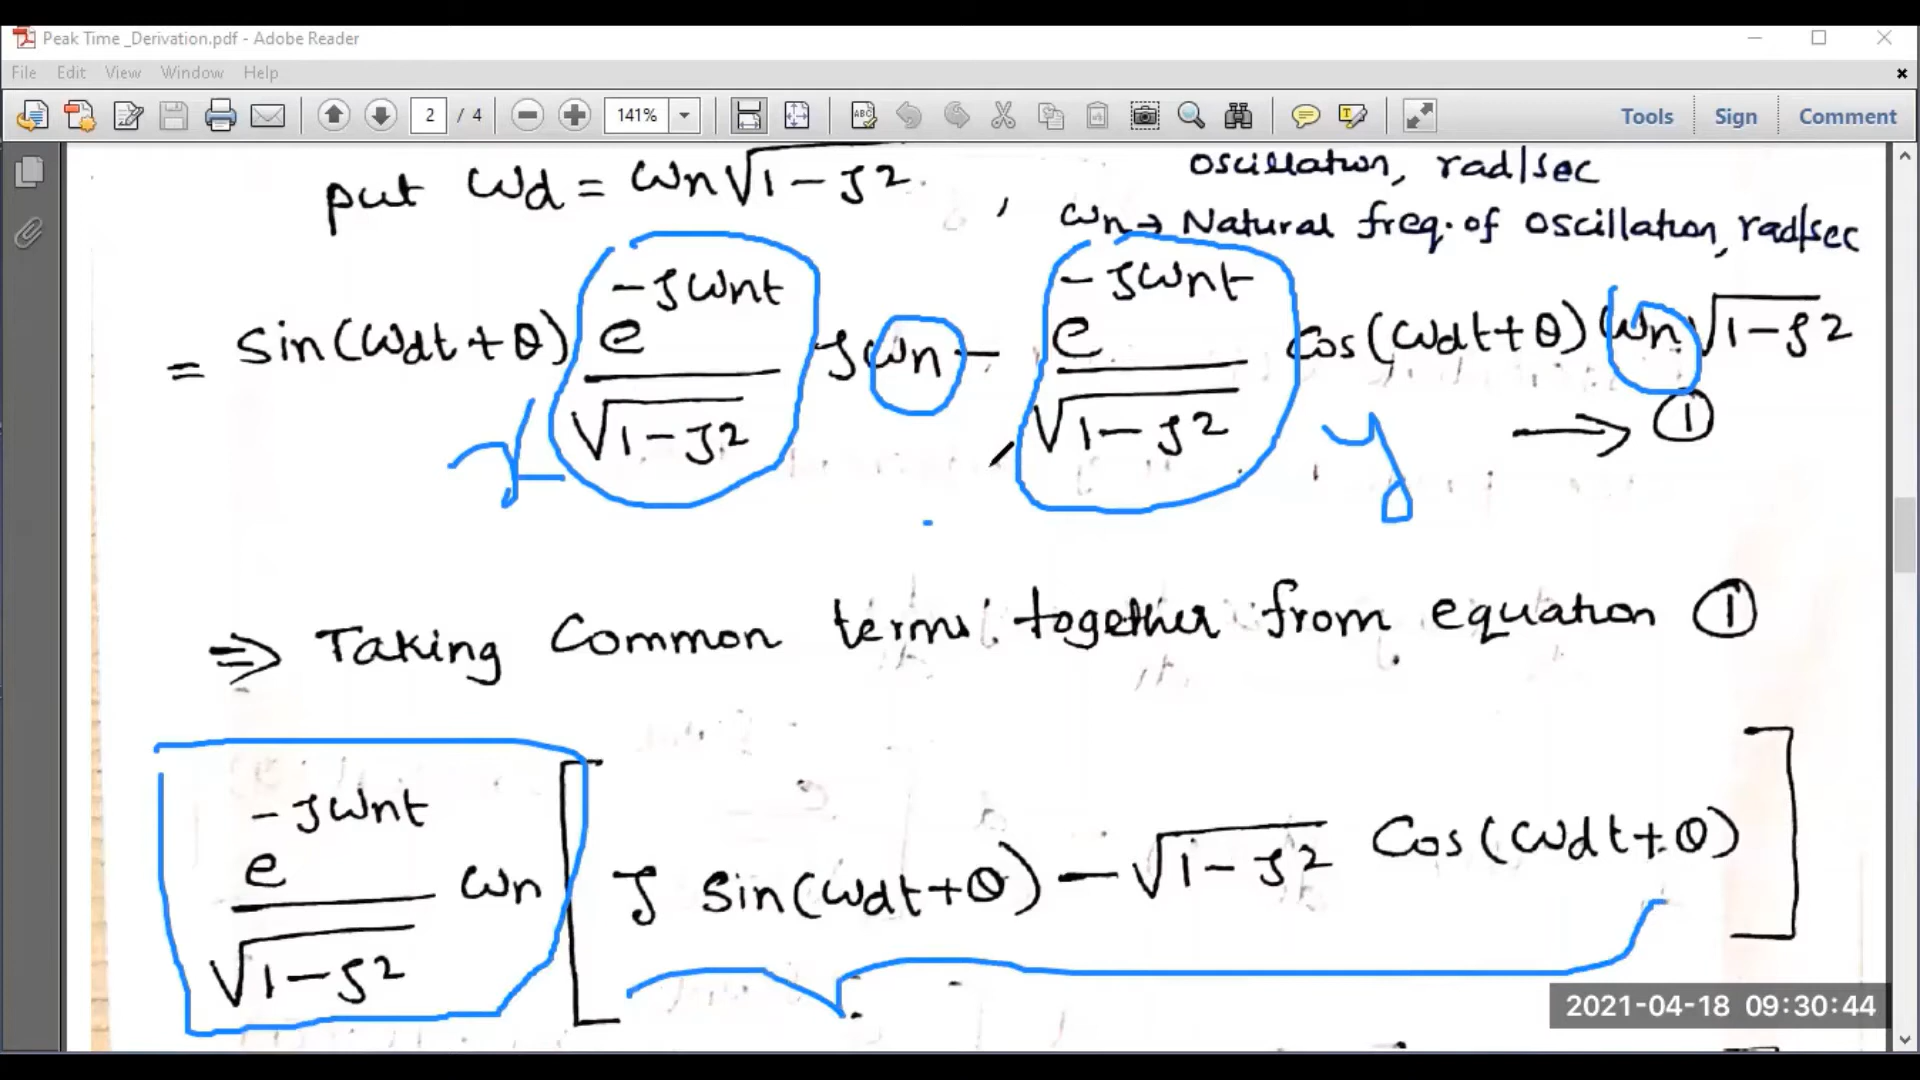 Peak Time _Derivation.pdf - Adobe Reader
File Edit View Window Help
2 / 4 141% Tools Sign Comment
oscillation, rad/sec
put ωd = ωn√1-ζ2 ,
ωn → Natural freq. of oscillation, rad/sec
= Sin(ωdt+θ) e^-ζωnt / √1-ζ2 ζωn - e^-ζωnt / √1-ζ2 Cos(ωdt+θ) ωn √1-ζ2
→ ①
⇒ Taking Common terms together from equation ①
e^-ζωnt / √1-ζ2 ωn [ ζ Sin(ωdt+θ) - √1-ζ2 Cos(ωdt+θ) ]
2021-04-18 09:30:44